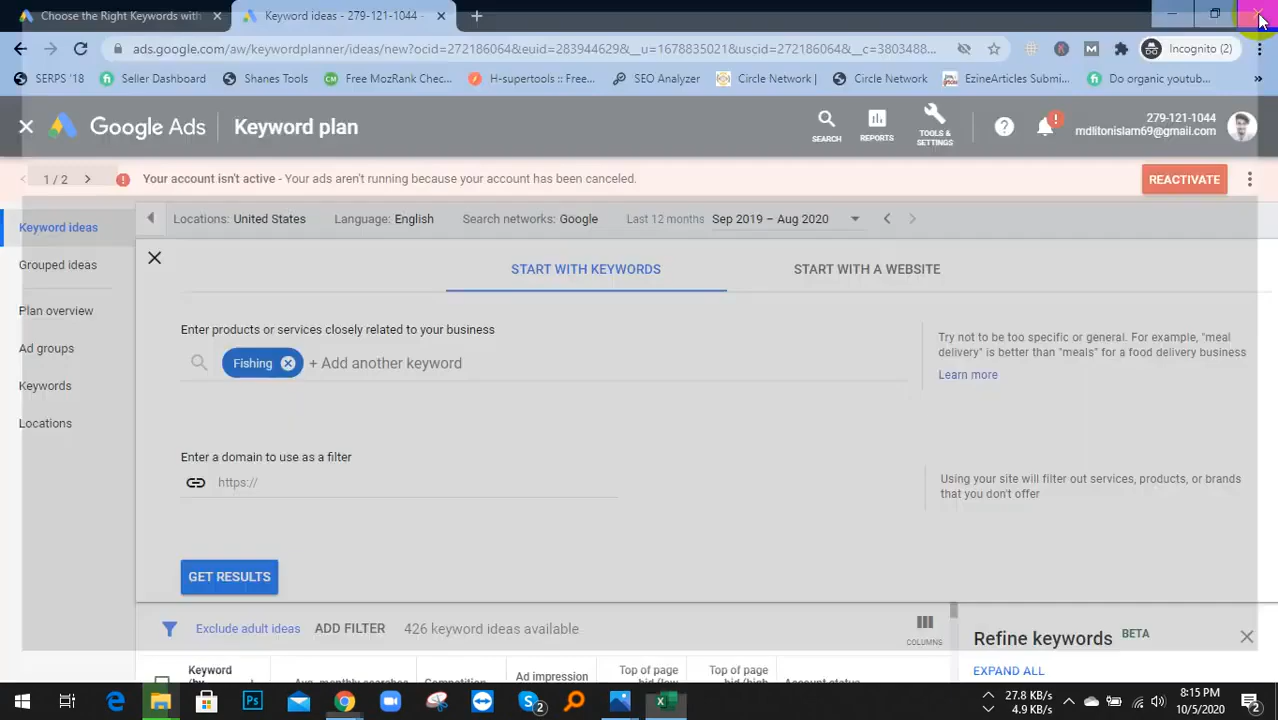 Choose the Right Keywords with
Keyword ideas - 279-121-1044 -
ads.google.com/aw/keywordplanner/ideas/new?ocid=272186064&euid=283944629&__u=1678835021&uscid=272186064&__c=3803488...
Incognito (2)
SERPS '18
Seller Dashboard
Shanes Tools
Free MozRank Chec...
H-supertools :: Free...
SEO Analyzer
Circle Network |
Circle Network
EzineArticles Submi...
Do organic youtub...
»
Google Ads
Keyword plan
SEARCH
REPORTS
TOOLS & SETTINGS
279-121-1044
mdlitonislam69@gmail.com
1 / 2
Your account isn't active - Your ads aren't running because your account has been canceled.
REACTIVATE
Keyword ideas
Grouped ideas
Plan overview
Ad groups
Keywords
Locations
Locations: United States
Language: English
Search networks: Google
Last 12 months
Sep 2019 – Aug 2020
START WITH KEYWORDS
START WITH A WEBSITE
Enter products or services closely related to your business
Fishing
+ Add another keyword
Try not to be too specific or general. For example, "meal
delivery" is better than "meals" for a food delivery business
Learn more
Enter a domain to use as a filter
https://
Using your site will filter out services, products, or brands
that you don't offer
GET RESULTS
Exclude adult ideas
ADD FILTER
426 keyword ideas available
COLUMNS
Refine keywords
BETA
EXPAND ALL
Keyword
Avg. monthly searches
Competition
Ad impression
Top of page
bid (low
Top of page
bid (high
Account status
27.8 KB/s
4.9 KB/s
8:15 PM
10/5/2020